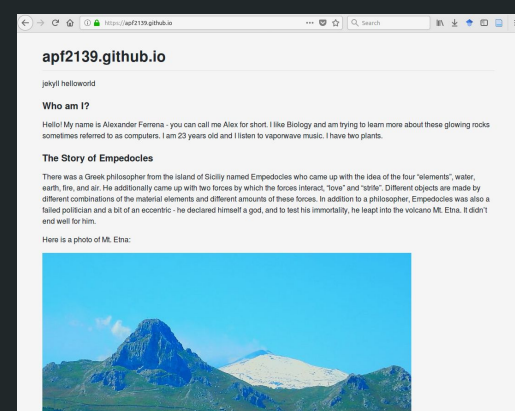 https://apf2139.github.io
Search
apf2139.github.io
jekyll helloworld
Who am I?
Hello! My name is Alexander Ferrena - you can call me Alex for short. I like Biology and am trying to learn more about these glowing rocks
sometimes referred to as computers. I am 23 years old and I listen to vaporwave music. I have two plants.
The Story of Empedocles
There was a Greek philosopher from the island of Siciliy named Empedocles who came up with the idea of the four “elements”, water,
earth, fire, and air. He additionally came up with two forces by which the forces interact, “love” and “strife”. Different objects are made by
different combinations of the material elements and different amounts of these forces. In addition to a philosopher, Empedocles was also a
failed politician and a bit of an eccentric - he declared himself a god, and to test his immortality, he leapt into the volcano Mt. Etna. It didn’t
end well for him.
Here is a photo of Mt. Etna: